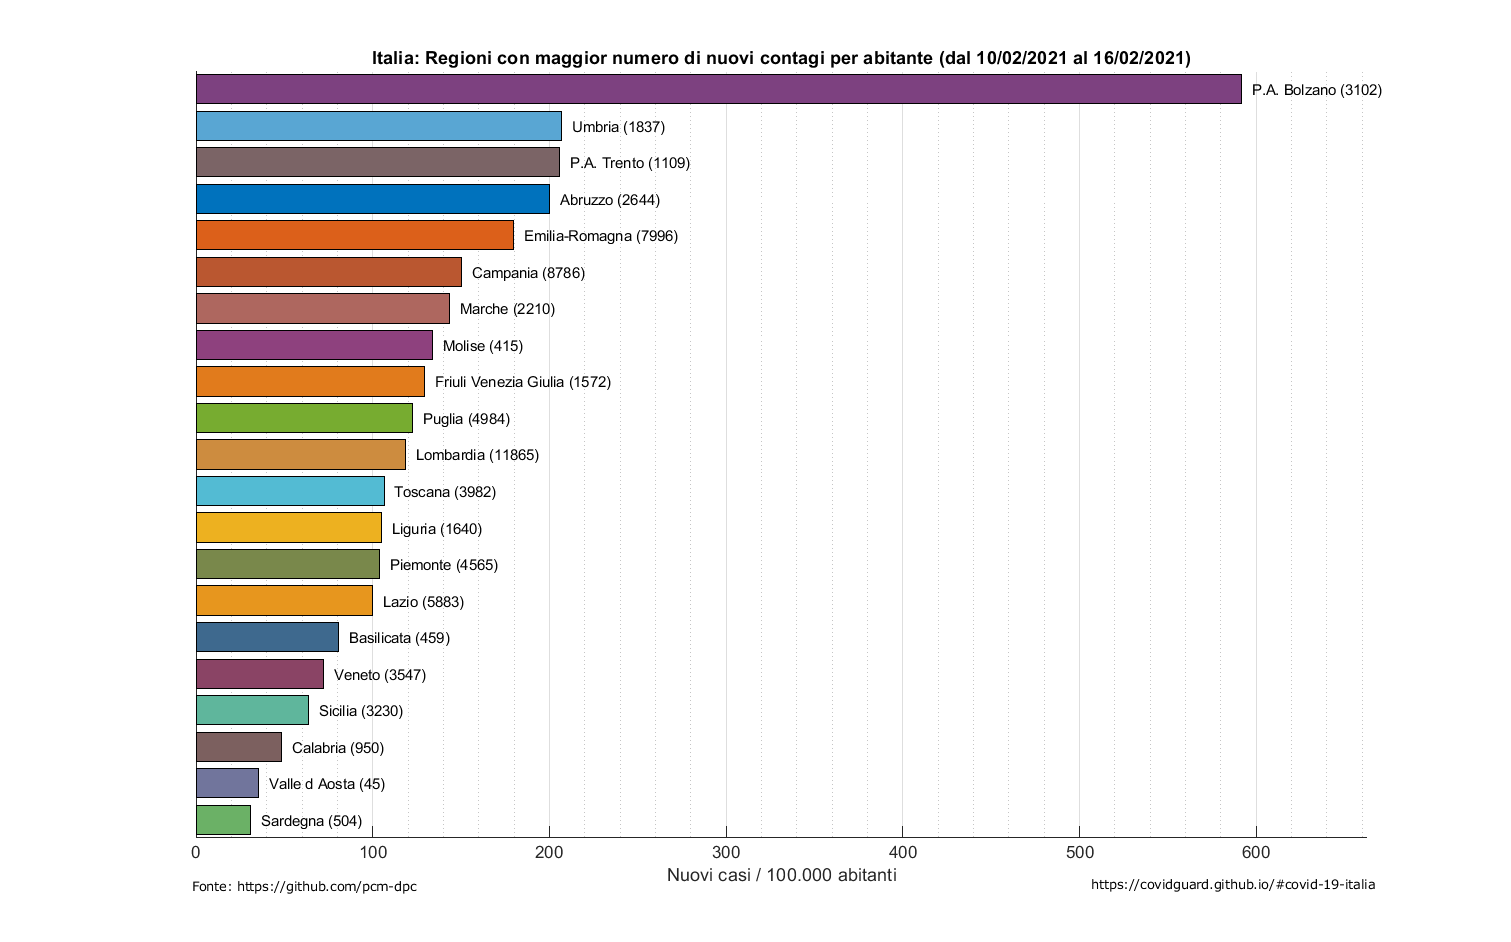 Italia: Regioni con maggior numero di nuovi contagi per abitante (dal 10/02/2021 al 16/02/2021)
P.A. Bolzano (3102)
Umbria (1837)
P.A. Trento (1109)
Abruzzo (2644)
Emilia-Romagna (7996)
Campania (8786)
Marche (2210)
Molise (415)
Friuli Venezia Giulia (1572)
Puglia (4984)
Lombardia (11865)
Toscana (3982)
Liguria (1640)
Piemonte (4565)
Lazio (5883)
Basilicata (459)
Veneto (3547)
Sicilia (3230)
Calabria (950)
Valle d Aosta (45)
Sardegna (504)
0 100 200 300 400 500 600
Nuovi casi / 100.000 abitanti
Fonte: https://github.com/pcm-dpc
https://covidguard.github.io/#covid-19-italia